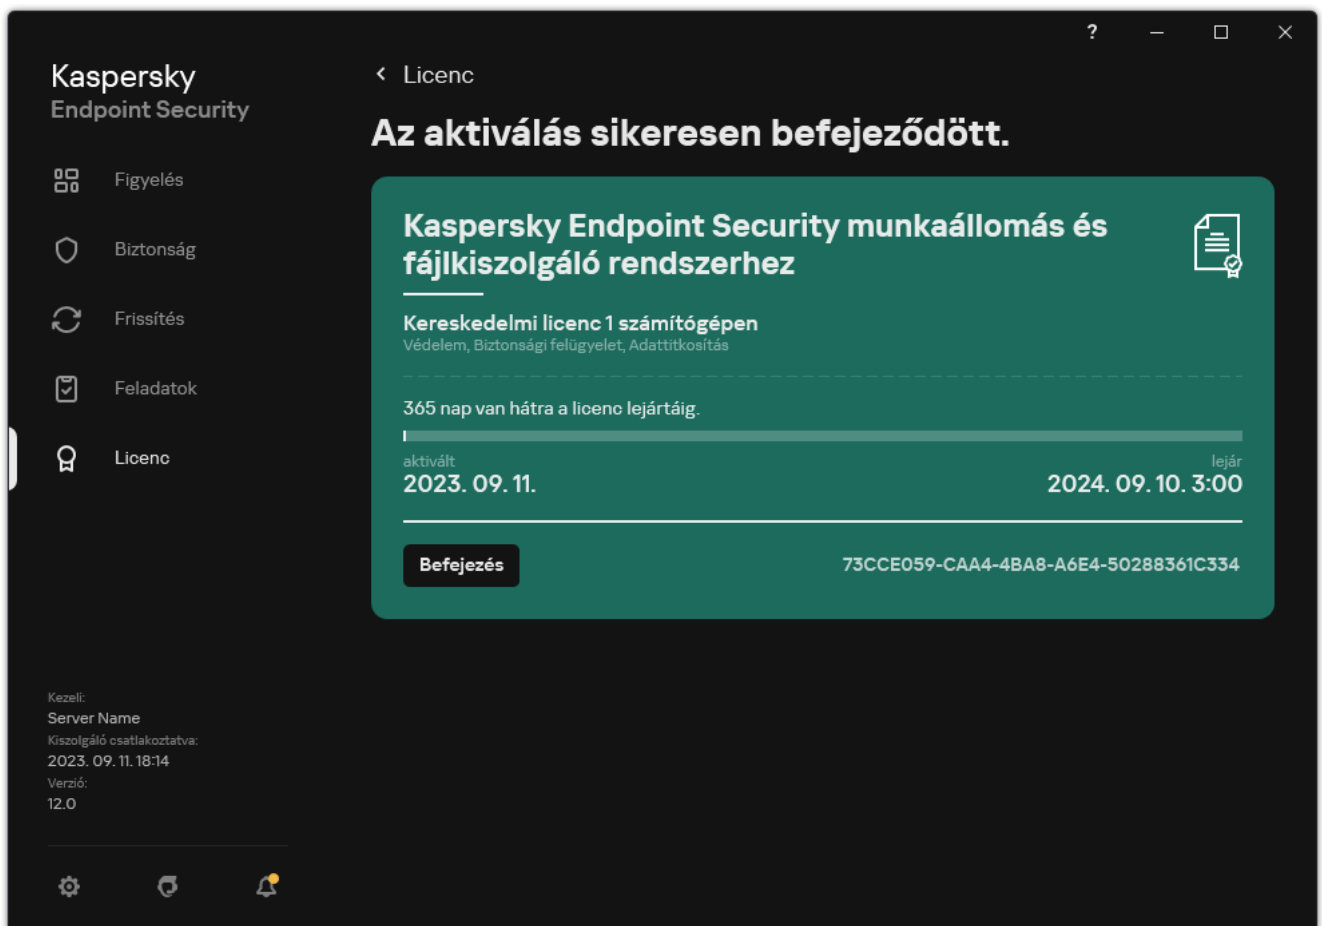 ?
Kaspersky
Endpoint Security
Figyelés
Biztonság
Frissítés
Feladatok
Licenc
Kezeli:
Server Name
Kiszolgáló csatlakoztatva:
2023. 09. 11. 18:14
Verzió:
12.0
Licenc
Az aktiválás sikeresen befejeződött.
Kaspersky Endpoint Security munkaállomás és
fájlkiszolgáló rendszerhez
Kereskedelmi licenc 1 számítógépen
Védelem, Biztonsági felügyelet, Adattitkosítás
365 nap van hátra a licenc lejártáig.
aktivált lejár
2023. 09. 11. 2024. 09. 10. 3:00
Befejezés 73CCE059-CAA4-4BA8-A6E4-50288361C334